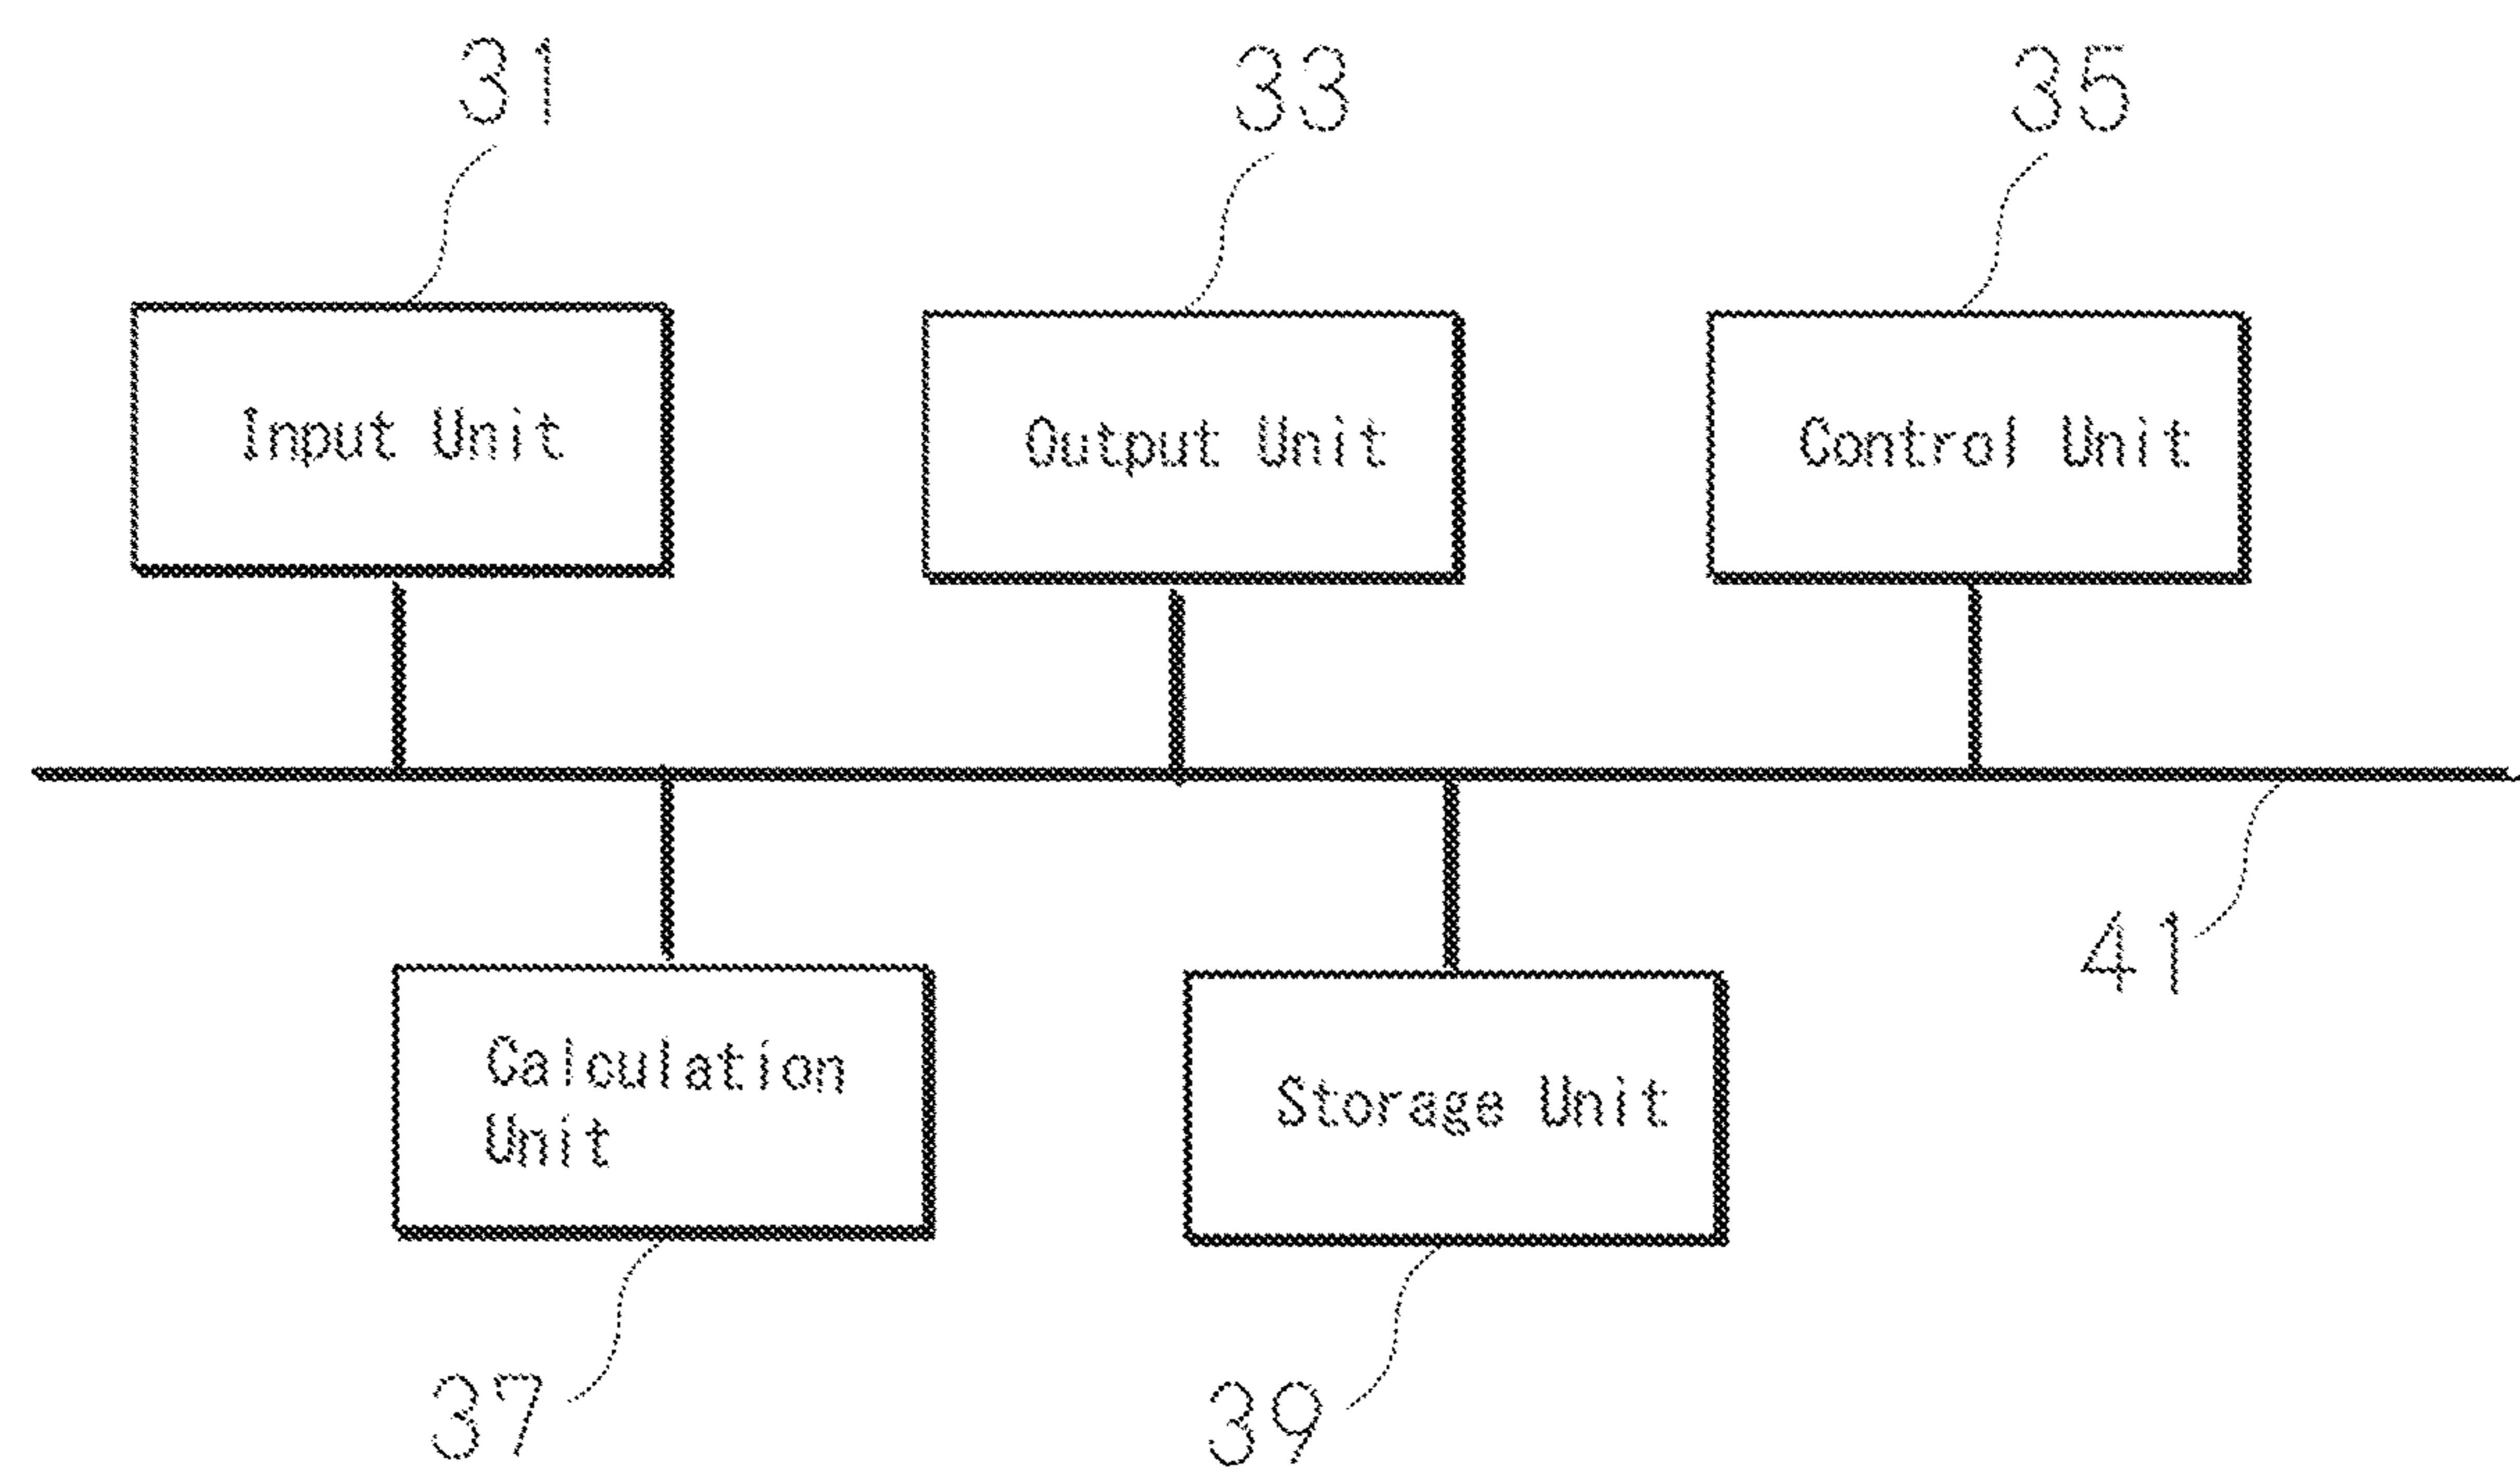 31
33
35
Input Unit
Output Unit
Control Unit
41
Calculation
Unit
Storage Unit
37
39